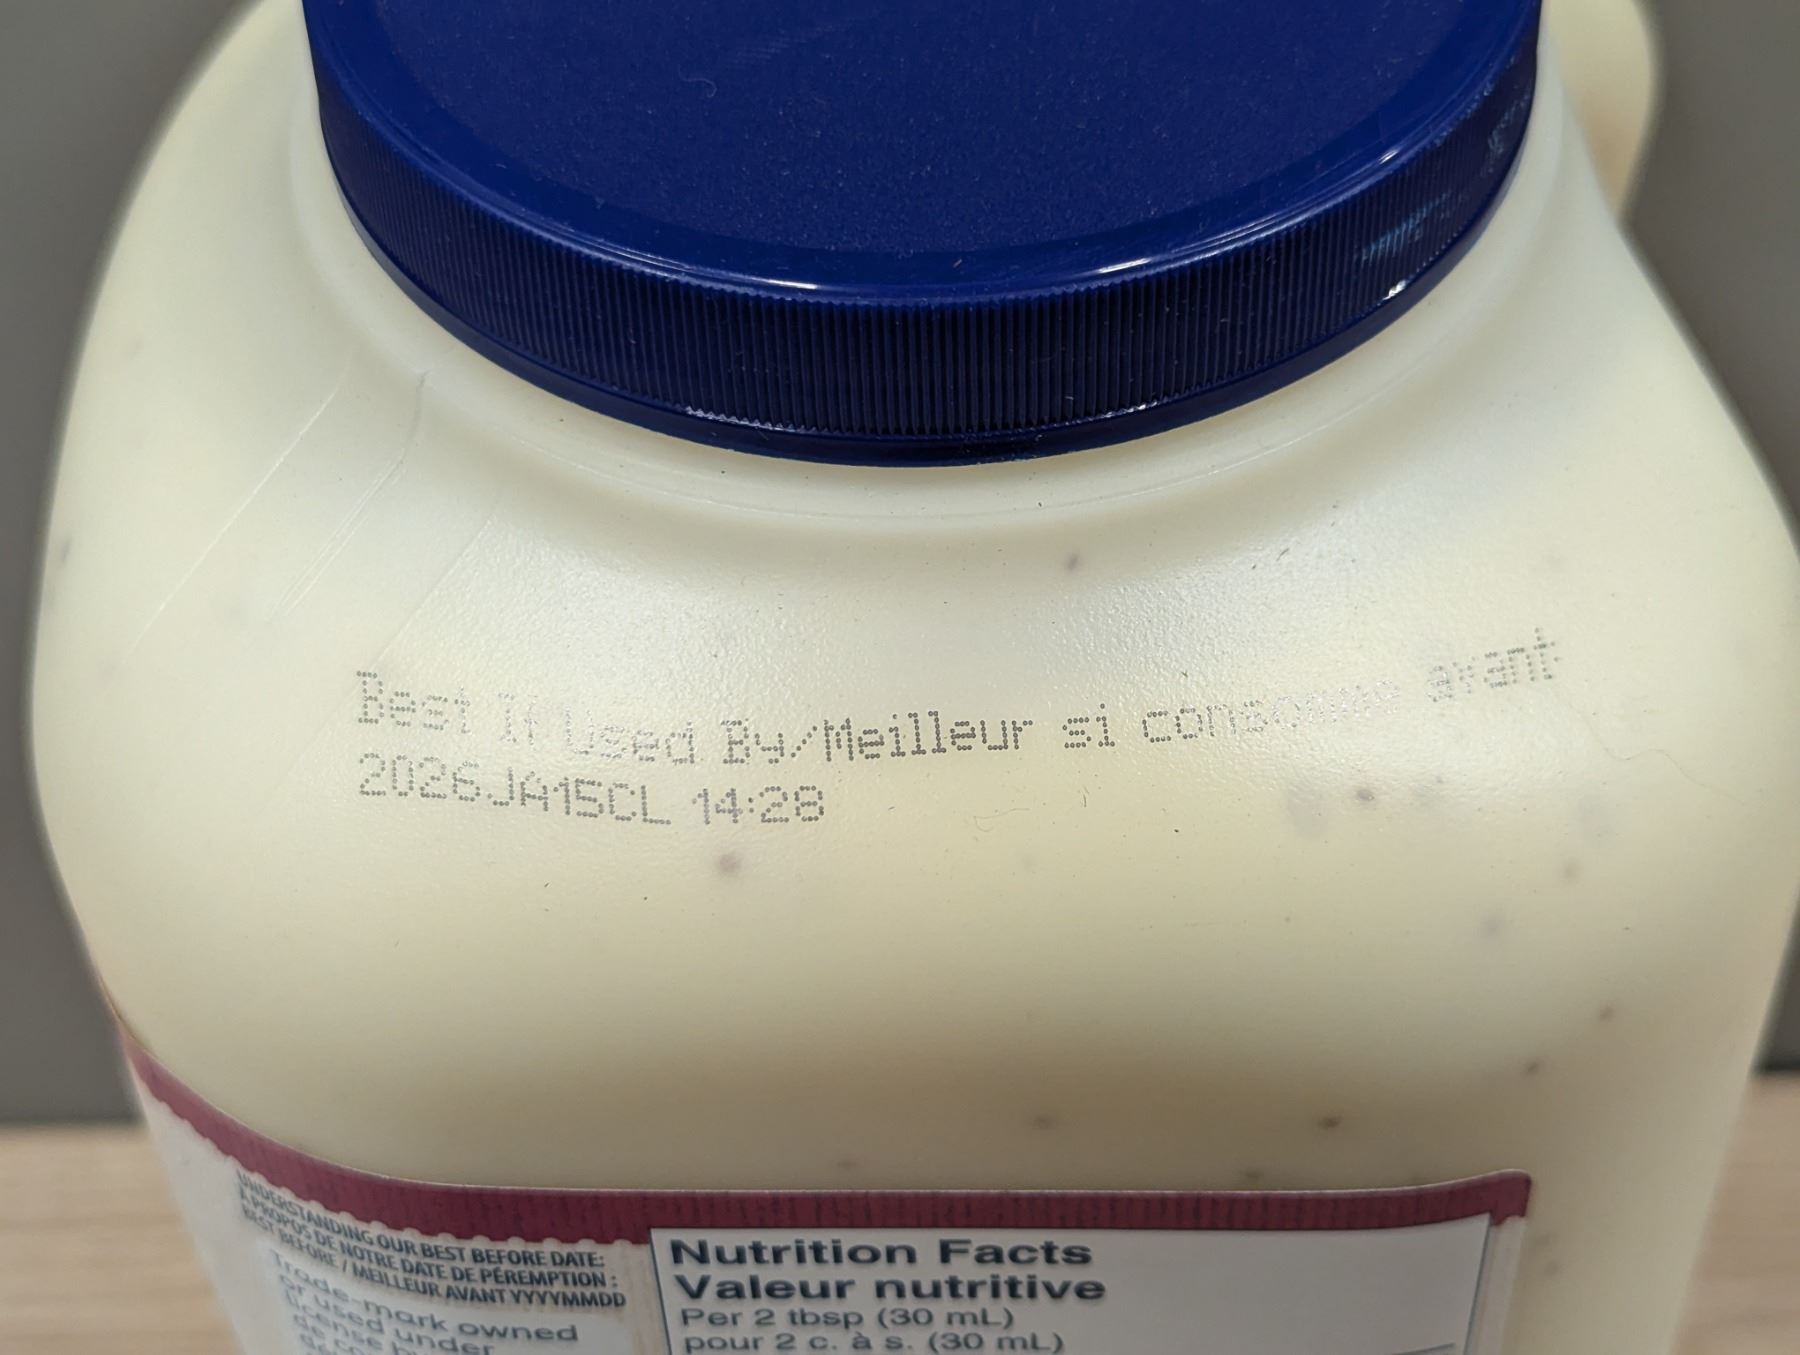 Best If Used By/Meilleur si consommé avant
2026JA15CL 14:28
UNDERSTANDING OUR BEST BEFORE DATE:
À PROPOS DE NOTRE DATE DE PÉREMPTION :
BEST BEFORE / MEILLEUR AVANT YYYYMMDD
Trade-mark owned
or used under
Nutrition Facts
Valeur nutritive
Per 2 tbsp (30 mL)
pour 2 c. à s. (30 mL)